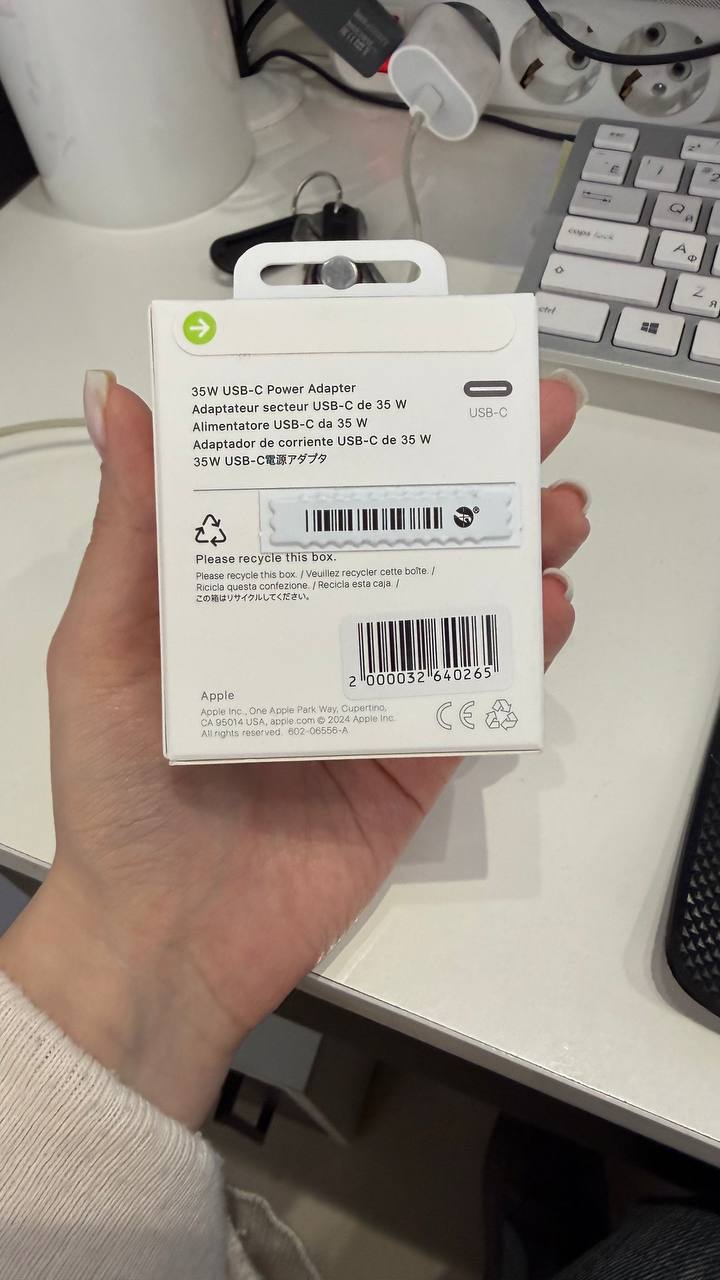 35W USB-C Power Adapter
Adaptateur secteur USB-C de 35 W
Alimentatore USB-C da 35 W
Adaptador de corriente USB-C de 35 W
35W USB-C電源アダプタ
USB-C
Please recycle this box.
Please recycle this box. / Veuillez recycler cette boîte. /
Ricicla questa confezione. / Recicla esta caja. /
この箱はリサイクルしてください。
2 000032 640265
Apple
Apple Inc., One Apple Park Way, Cupertino,
CA 95014 USA, apple.com © 2024 Apple Inc.
All rights reserved. 602-06556-A
CE
esc
Q Й
caps lock
A Ф
Z Я
ctrl